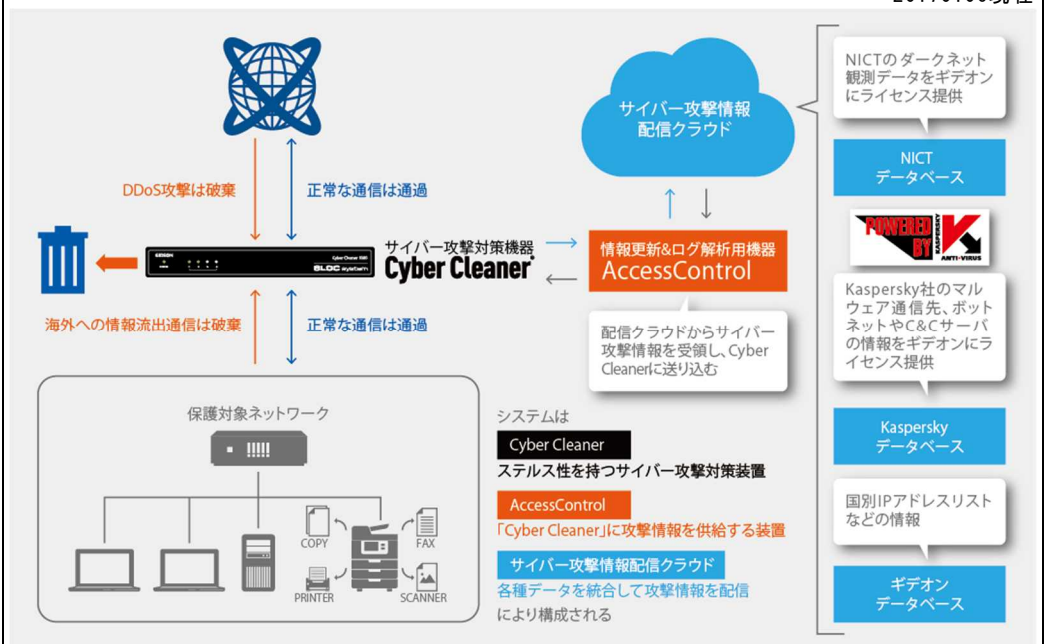 NICTのダークネット
観測データをギデオン
にライセンス提供
サイバー攻撃情報
配信クラウド
NICT
データベース
DDoS攻撃は破棄
正常な通信は通過
POWERED
BY
KASPERSKY
ANTI-VIRUS
サイバー攻撃対策機器
Cyber Cleaner
情報更新&ログ解析用機器
AccessControl
GIDEON
BLOC system
Kaspersky社のマル
ウェア通信先、ボット
ネットやC&Cサーバ
の情報をギデオンにラ
イセンス提供
海外への情報流出通信は破棄
正常な通信は通過
配信クラウドからサイバー
攻撃情報を受領し、Cyber
Cleanerに送り込む
保護対象ネットワーク
システムは
Cyber Cleaner
ステルス性を持つサイバー攻撃対策装置
Kaspersky
データベース
AccessControl
「Cyber Cleaner」に攻撃情報を供給する装置
国別IPアドレスリスト
などの情報
COPY
FAX
サイバー攻撃情報配信クラウド
各種データを統合して攻撃情報を配信
により構成される
PRINTER
SCANNER
ギデオン
データベース